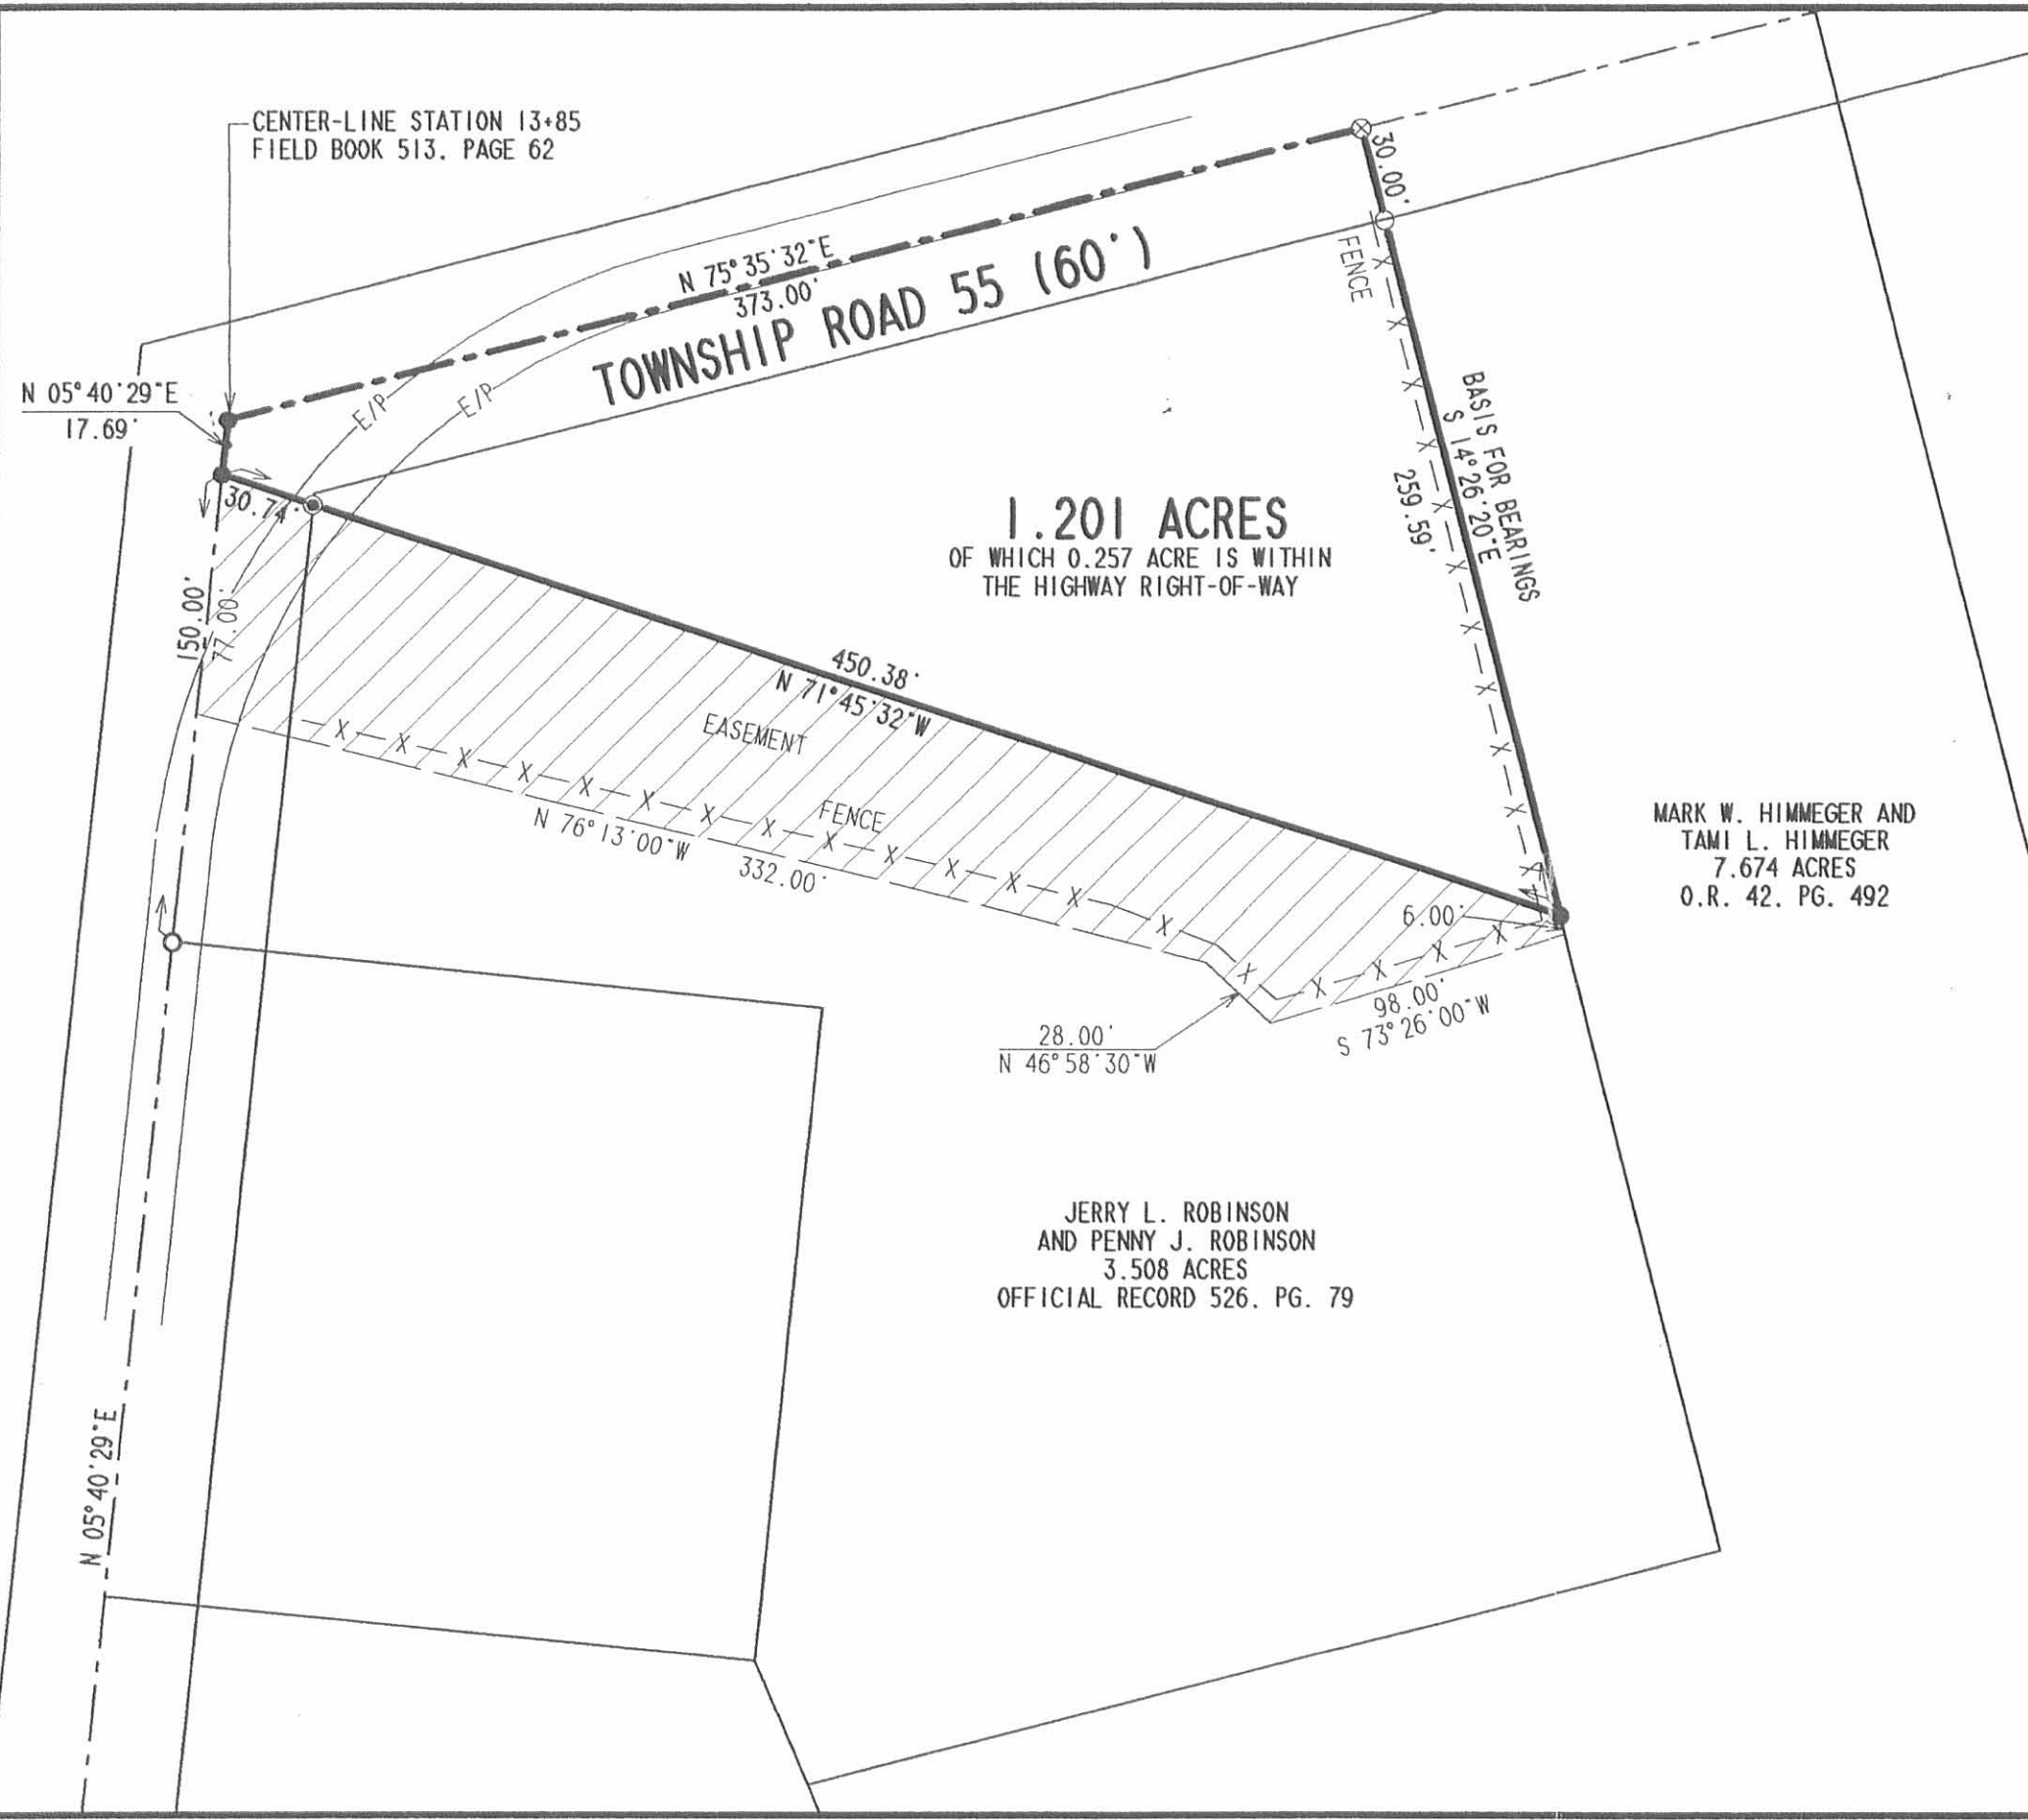 CENTER-LINE STATION 13+85
FIELD BOOK 513. PAGE 62
30.00'
N 75°35'32"E
373.00'
TOWNSHIP ROAD 55 (60')
FENCE
N 05°40'29"E
17.69'
E/P
E/P
BASIS FOR BEARINGS
S 14°26'20"E
259.59'
30.74'
1.201 ACRES
OF WHICH 0.257 ACRE IS WITHIN
THE HIGHWAY RIGHT-OF-WAY
150.00'
77.00'
450.38'
N 71°45'32"W
EASEMENT
FENCE
N 76°13'00"W
332.00'
MARK W. HIMMEGER AND
TAMI L. HIMMEGER
7.674 ACRES
O.R. 42. PG. 492
6.00'
98.00'
S 73°26'00"W
28.00'
N 46°58'30"W
JERRY L. ROBINSON
AND PENNY J. ROBINSON
3.508 ACRES
OFFICIAL RECORD 526. PG. 79
N 05°40'29"E